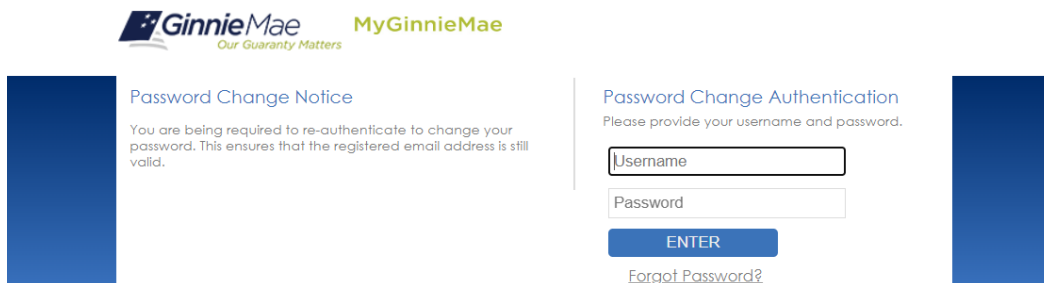 GinnieMae
Our Guaranty Matters
MyGinnieMae
Password Change Notice
You are being required to re-authenticate to change your
password. This ensures that the registered email address is still
valid.
Password Change Authentication
Please provide your username and password.
Username
Password
ENTER
Forgot Password?